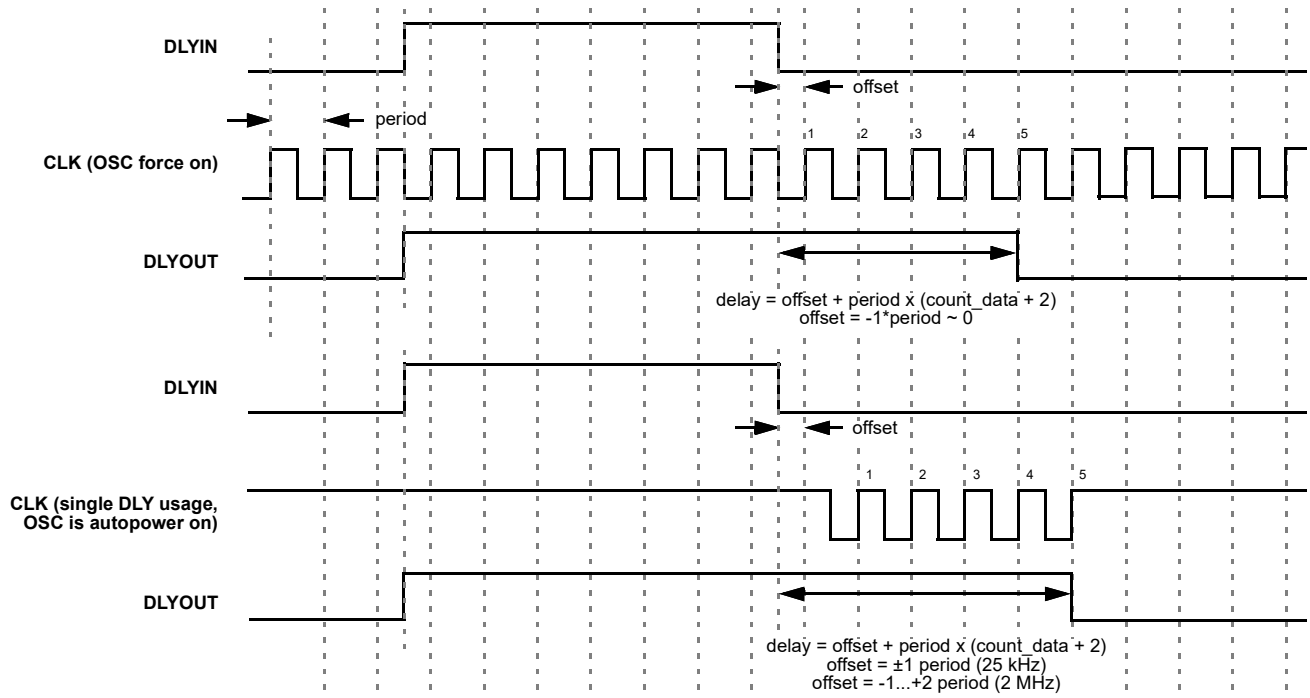 DLYIN
offset
period
1 2 3 4 5
CLK (OSC force on)
DLYOUT
delay = offset + period x (count_data + 2)
offset = -1*period ~ 0
DLYIN
offset
1 2 3 4 5
CLK (single DLY usage,
OSC is autopower on)
DLYOUT
delay = offset + period x (count_data + 2)
offset = ±1 period (25 kHz)
offset = -1...+2 period (2 MHz)